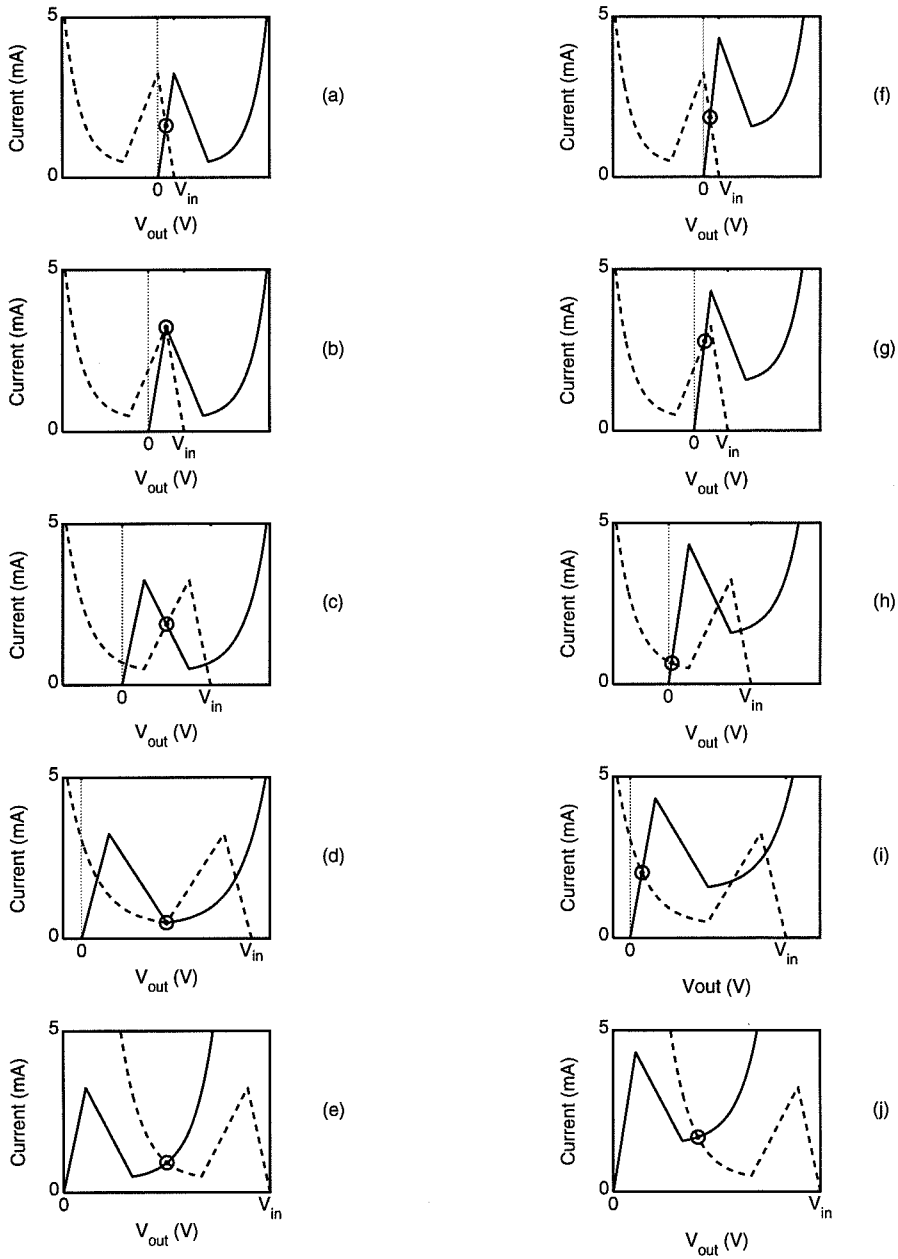 5
Current (mA)
0
0
V_in
V_out (V)
(a)
5
Current (mA)
0
0
V_in
V_out (V)
(f)
5
Current (mA)
0
0
V_in
V_out (V)
(b)
5
Current (mA)
0
0
V_in
V_out (V)
(g)
5
Current (mA)
0
0
V_in
V_out (V)
(c)
5
Current (mA)
0
0
V_in
V_out (V)
(h)
5
Current (mA)
0
0
V_in
V_out (V)
(d)
5
Current (mA)
0
0
V_in
Vout (V)
(i)
5
Current (mA)
0
0
V_in
V_out (V)
(e)
5
Current (mA)
0
0
V_in
V_out (V)
(j)